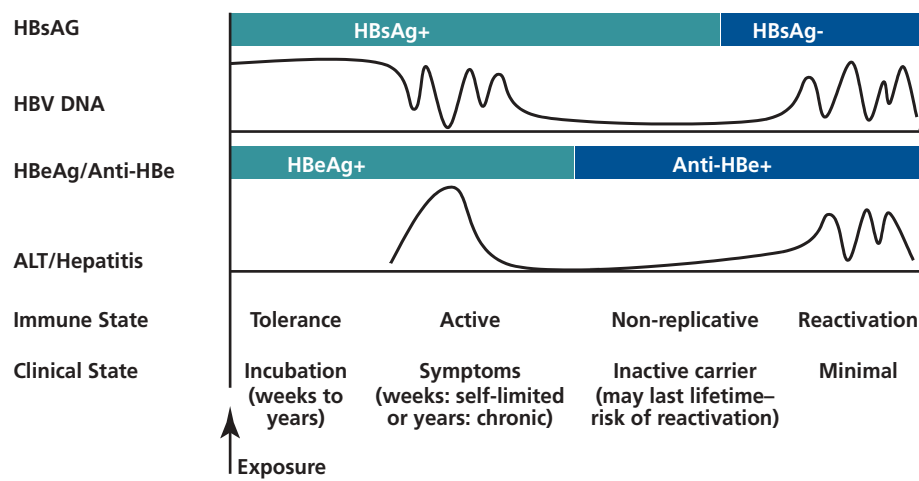 HBsAG
HBsAg+
HBsAg-
HBV DNA
HBeAg/Anti-HBe
HBeAg+
Anti-HBe+
ALT/Hepatitis
Immune State
Tolerance
Active
Non-replicative
Reactivation
Clinical State
Incubation
(weeks to
years)
Symptoms
(weeks: self-limited
or years: chronic)
Inactive carrier
(may last lifetime–
risk of reactivation)
Minimal
Exposure